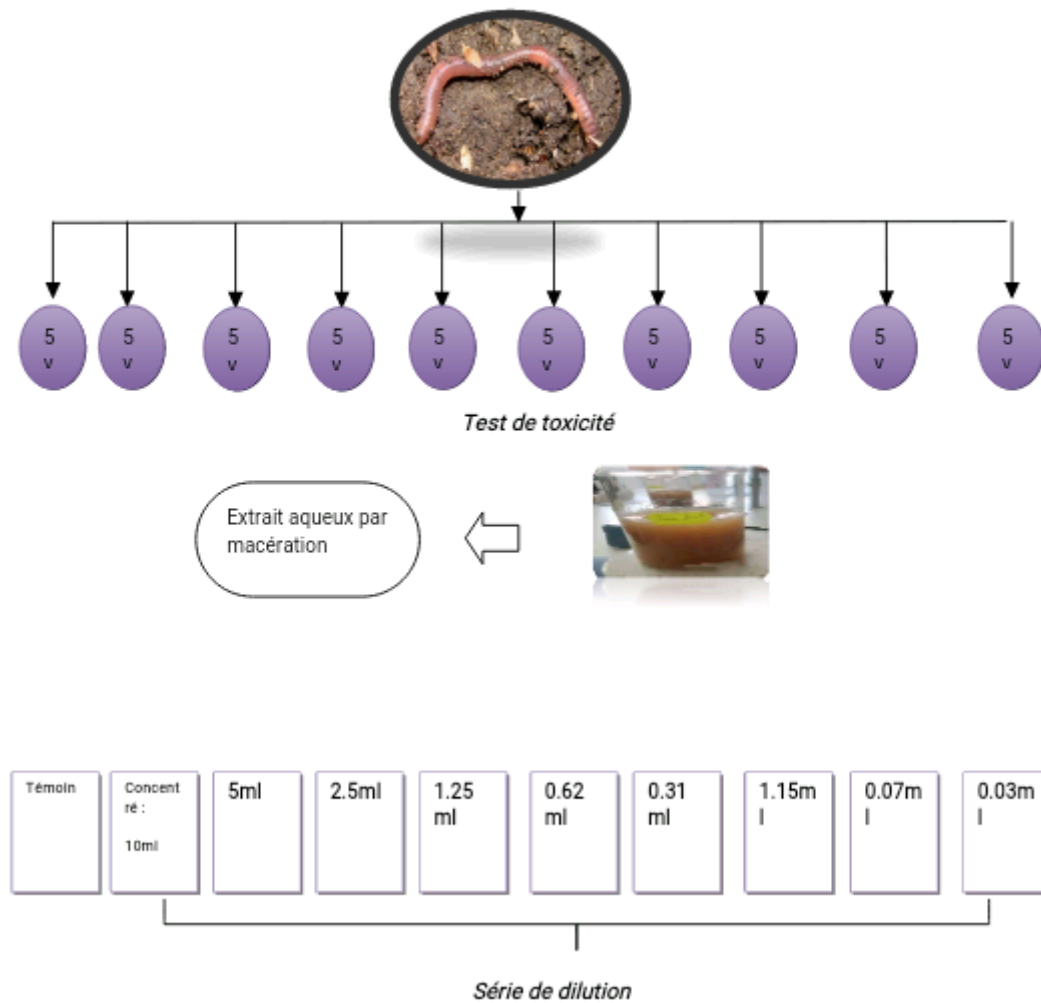 5 5 5 5 5 5 5 5 5 5
v v v v v v v v v v
Test de toxicité
Extrait aqueux par
macération
Témoin
Concent
ré :
10ml
5ml
2.5ml
1.25
ml
0.62
ml
0.31
ml
1.15m
l
0.07m
l
0.03m
l
Série de dilution